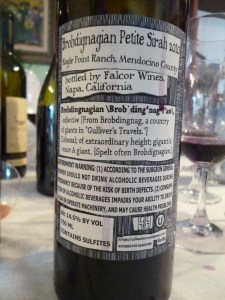 Brobdignagian Petite Sirah 2010
Eagle Point Ranch, Mendocino County
bottled by Falcor Wines,
Napa, California
Brobdingnagian \Brob`ding*nag"i*an\,
adjective [From Brobdingnag, a country
of giants in "Gulliver's Travels."]
Colossal; of extraordinary height; gigantic.
noun A giant. [Spelt often Brobdignagian.]
GOVERNMENT WARNING: (1) ACCORDING TO THE SURGEON GENERAL,
WOMEN SHOULD NOT DRINK ALCOHOLIC BEVERAGES DURING
PREGNANCY BECAUSE OF THE RISK OF BIRTH DEFECTS. (2) CONSUMPTION
OF ALCOHOLIC BEVERAGES IMPAIRS YOUR ABILITY TO DRIVE
A CAR OR OPERATE MACHINERY, AND MAY CAUSE HEALTH PROBLEMS.
ALC. 14.5% BY VOL
750 ML
CONTAINS SULFITES